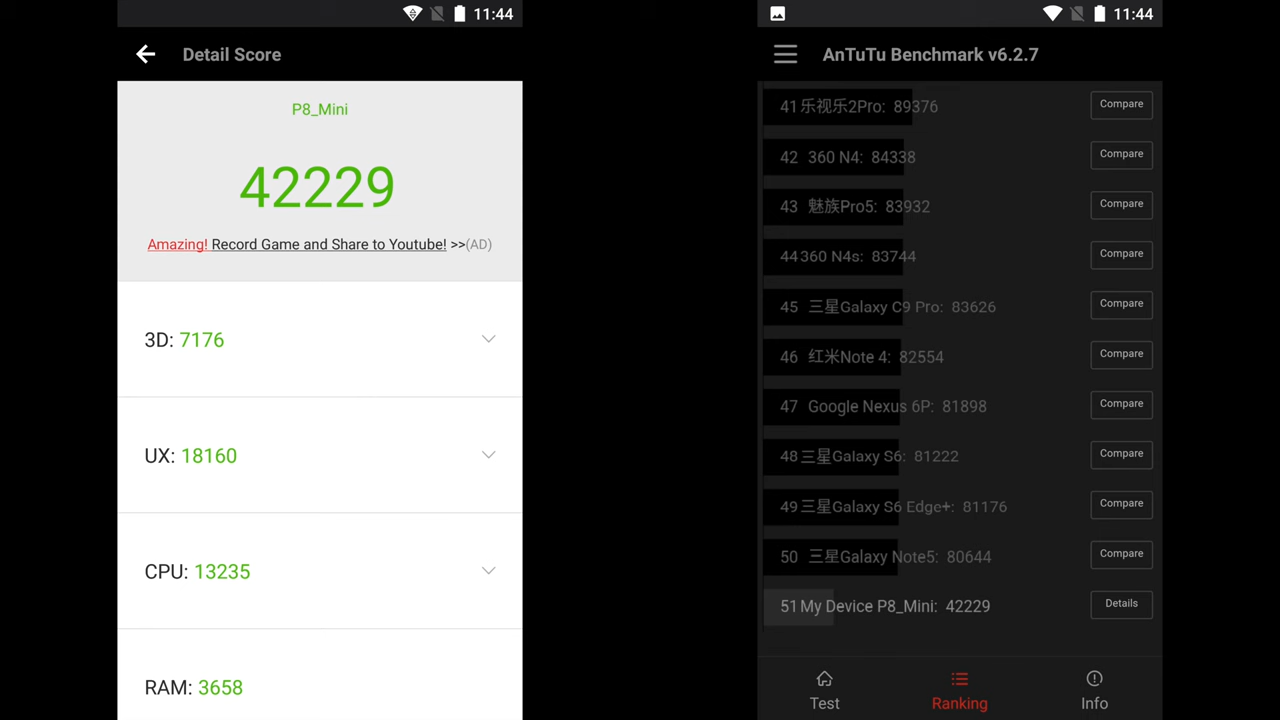 11:44
Detail Score
P8_Mini
42229
Amazing! Record Game and Share to Youtube! >>(AD)
3D: 7176
UX: 18160
CPU: 13235
RAM: 3658
11:44
AnTuTu Benchmark v6.2.7
41 乐视乐2Pro: 89376 Compare
42 360 N4: 84338 Compare
43 魅族Pro5: 83932 Compare
44 360 N4s: 83744 Compare
45 三星Galaxy C9 Pro: 83626 Compare
46 红米Note 4: 82554 Compare
47 Google Nexus 6P: 81898 Compare
48 三星Galaxy S6: 81222 Compare
49 三星Galaxy S6 Edge+: 81176 Compare
50 三星Galaxy Note5: 80644 Compare
51 My Device P8_Mini: 42229 Details
Test Ranking Info